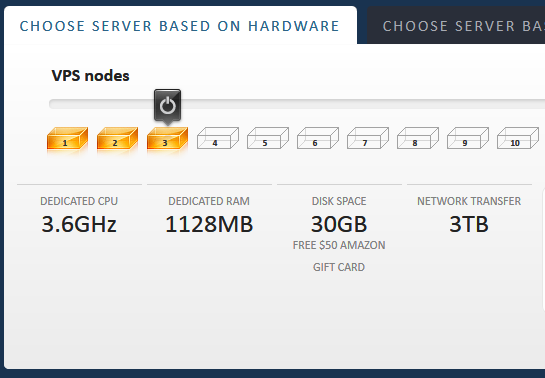 CHOOSE SERVER BASED ON HARDWARE
CHOOSE SERVER BA
VPS nodes
1 2 3 4 5 6 7 8 9 10
DEDICATED CPU DEDICATED RAM DISK SPACE NETWORK TRANSFER
3.6GHz 1128MB 30GB 3TB
FREE $50 AMAZON
GIFT CARD